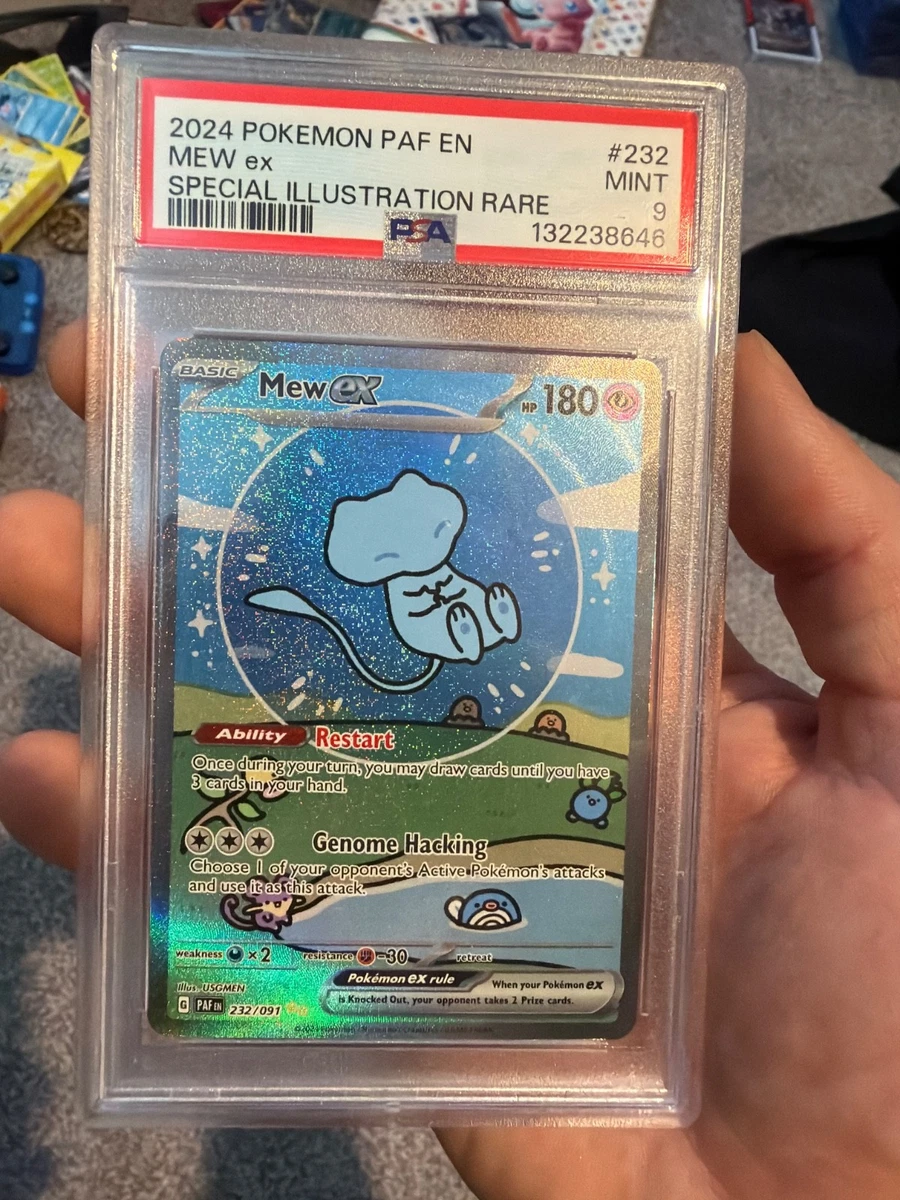 2024 POKEMON PAF EN
#232
MEW ex
MINT
SPECIAL ILLUSTRATION RARE
9
PSA
132238646
BASIC
Mew ex
HP 180
Ability Restart
Once during your turn, you may draw cards until you have
3 cards in your hand.
Genome Hacking
Choose 1 of your opponent's Active Pokémon's attacks
and use it as this attack.
weakness ×2 resistance -30 retreat
Pokémon ex rule
When your Pokémon ex
is Knocked Out, your opponent takes 2 Prize cards.
Illus. USGMEN
G PAF EN 232/091